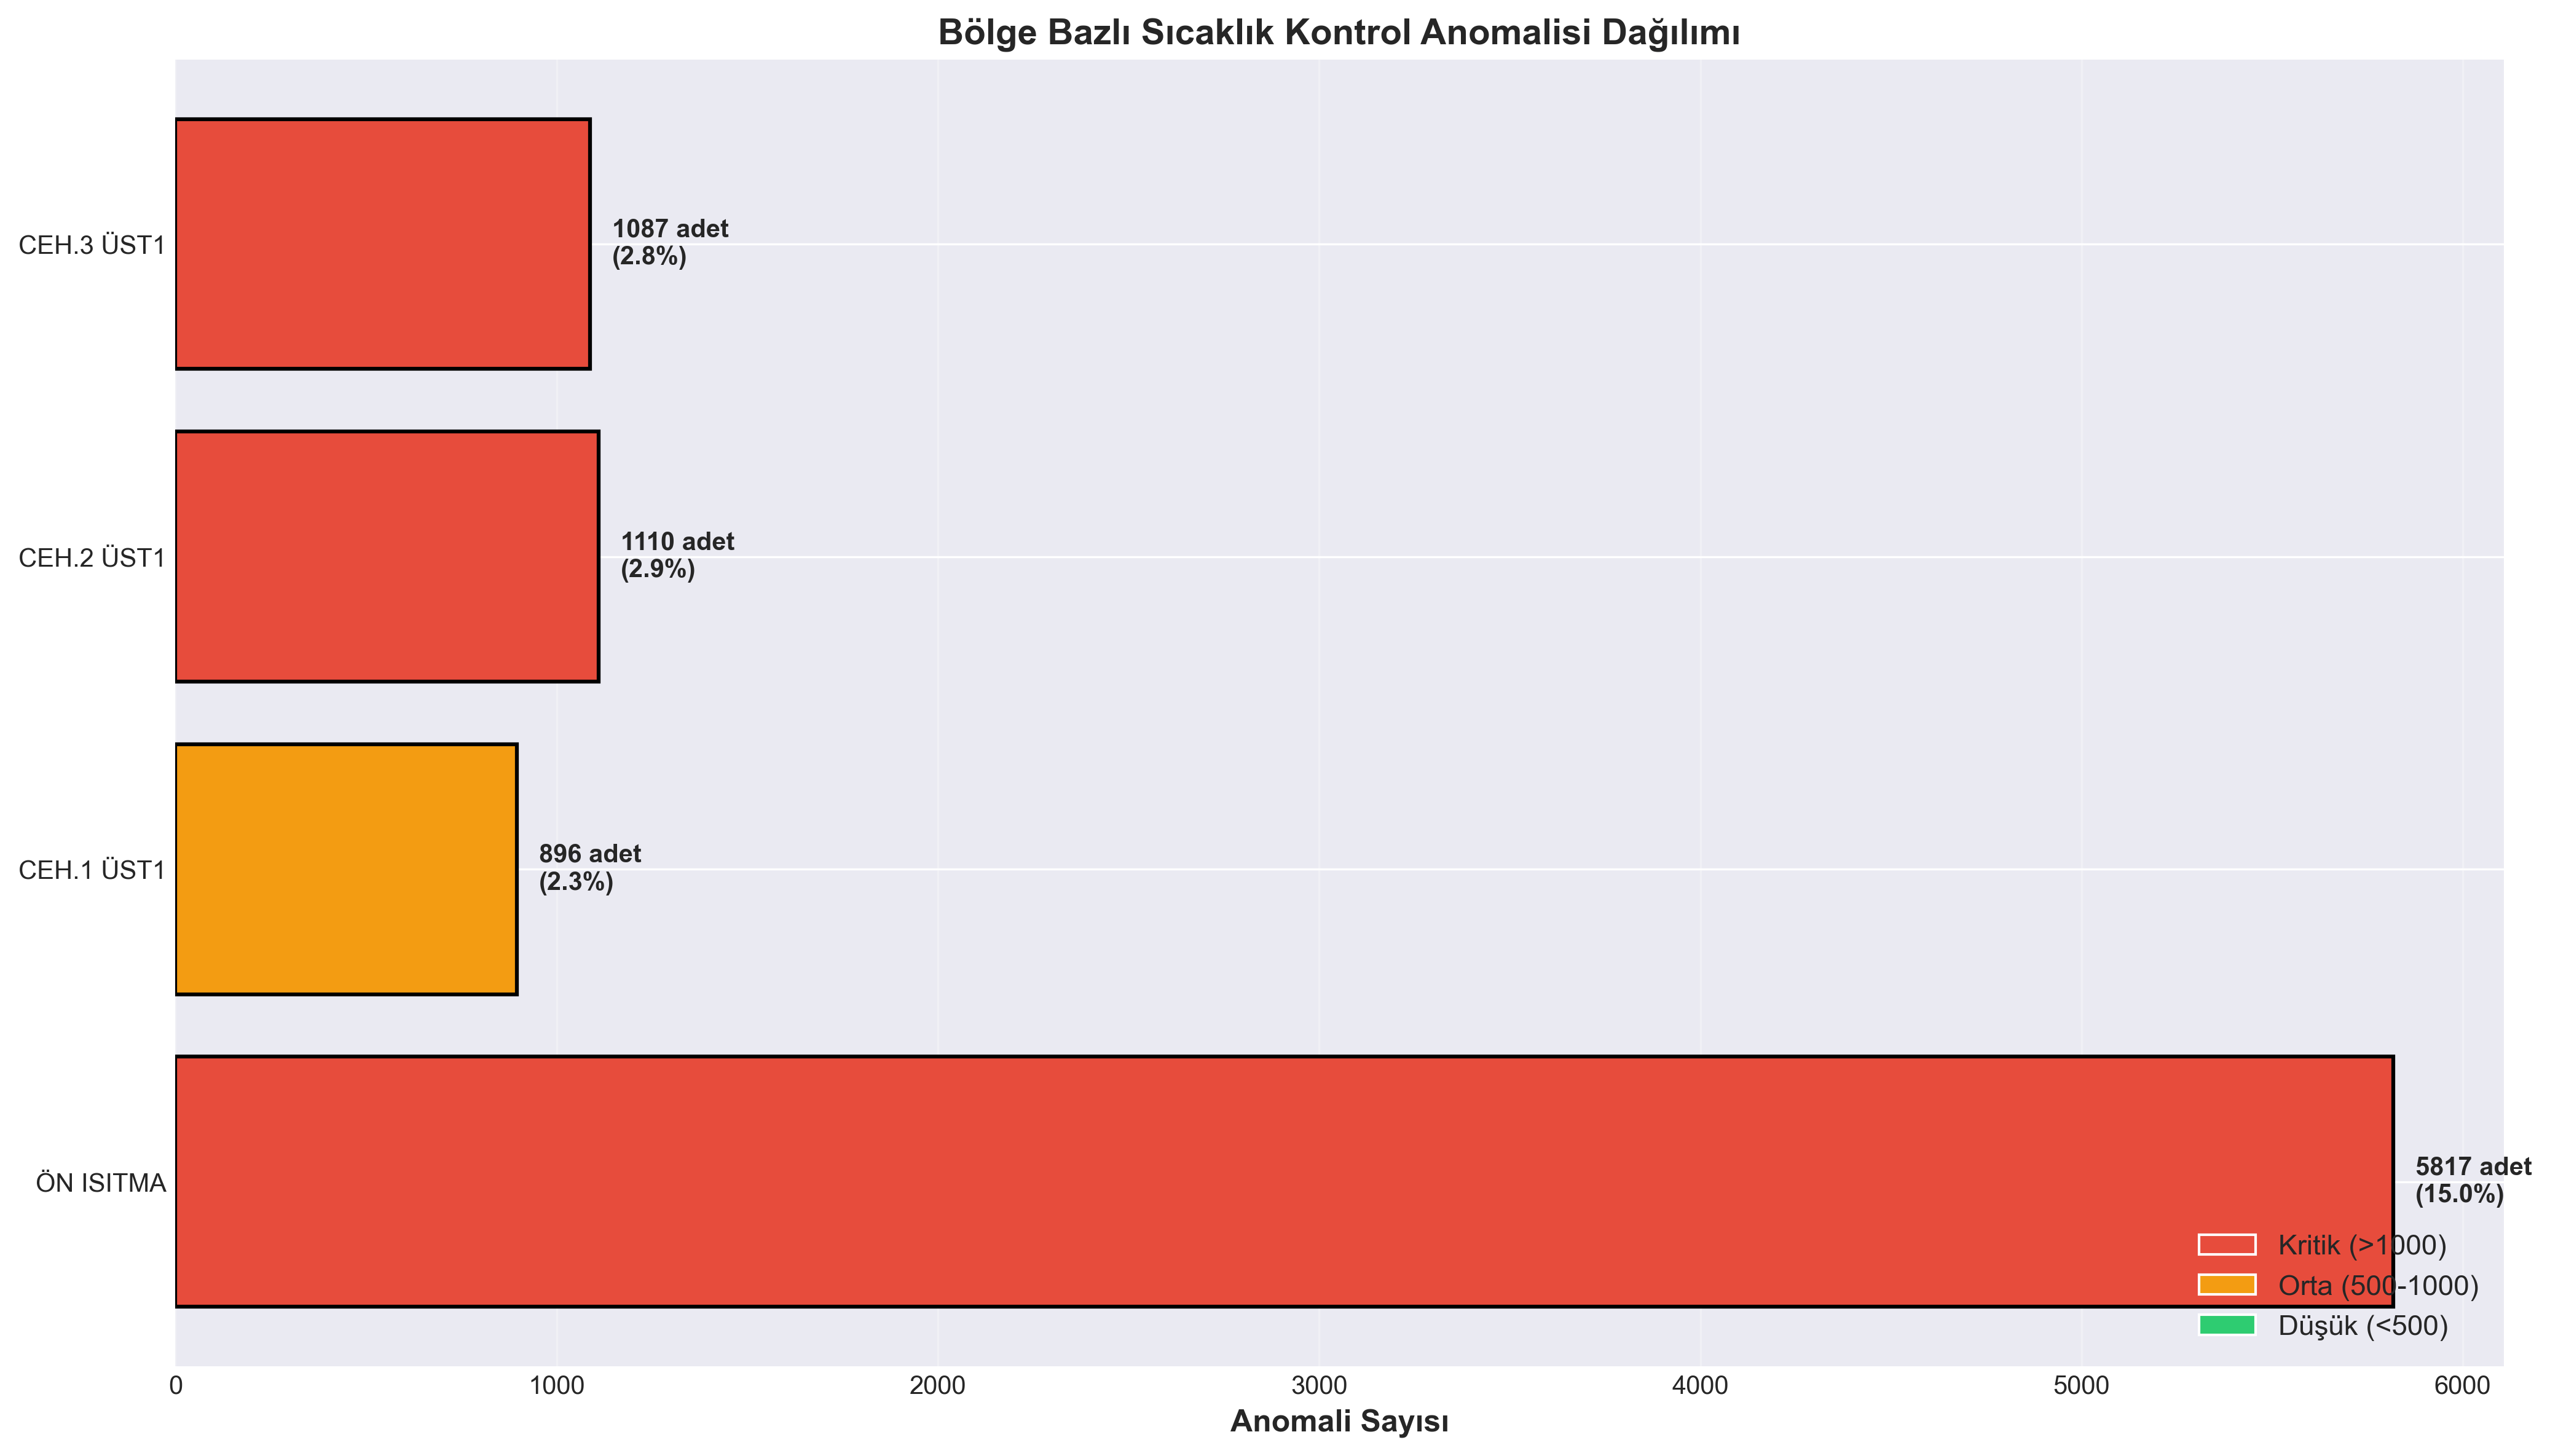 Bölge Bazlı Sıcaklık Kontrol Anomalisi Dağılımı
CEH.3 ÜST1
1087 adet
(2.8%)
CEH.2 ÜST1
1110 adet
(2.9%)
CEH.1 ÜST1
896 adet
(2.3%)
ÖN ISITMA
5817 adet
(15.0%)
Kritik (>1000)
Orta (500-1000)
Düşük (<500)
0 1000 2000 3000 4000 5000 6000
Anomali Sayısı